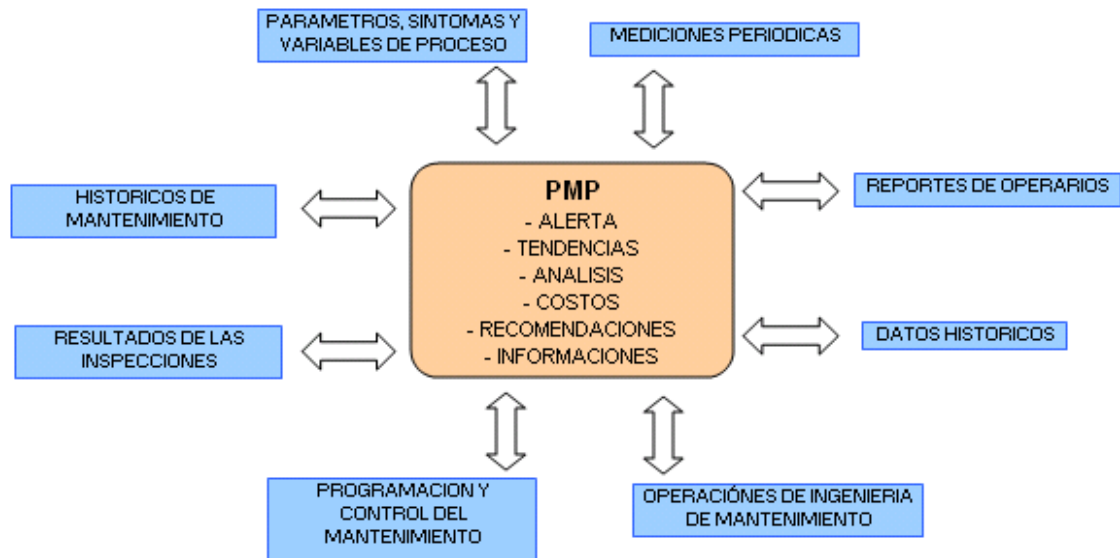 PARAMETROS, SINTOMAS Y
VARIABLES DE PROCESO
MEDICIONES PERIODICAS
HISTORICOS DE
MANTENIMIENTO
PMP
- ALERTA
- TENDENCIAS
- ANALISIS
- COSTOS
- RECOMENDACIONES
- INFORMACIONES
REPORTES DE OPERARIOS
RESULTADOS DE LAS
INSPECCIONES
DATOS HISTORICOS
PROGRAMACION Y
CONTROL DEL
MANTENIMIENTO
OPERACIÓNES DE INGENIERIA
DE MANTENIMIENTO